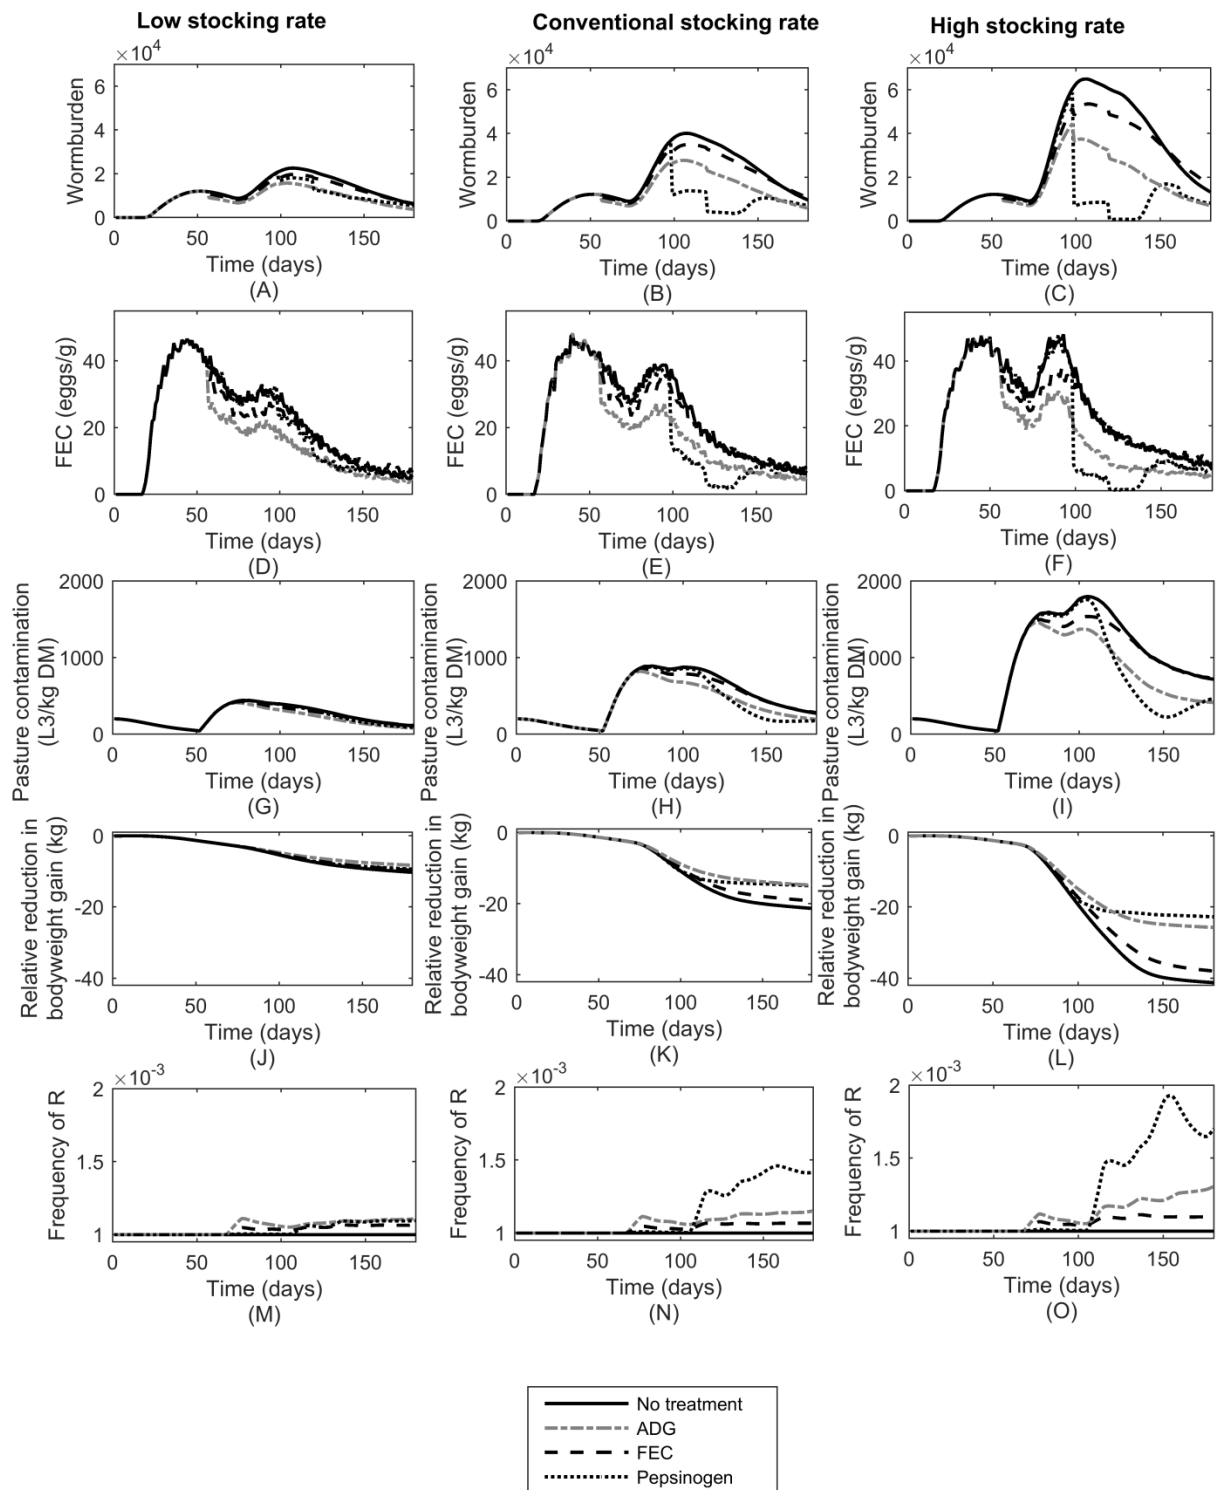 Low stocking rate
Conventional stocking rate
High stocking rate
×10⁴
6
4
2
0
Wormburden
0 50 100 150
Time (days)
(A)
×10⁴
6
4
2
0
Wormburden
0 50 100 150
Time (days)
(B)
×10⁴
6
4
2
0
Wormburden
0 50 100 150
Time (days)
(C)
40
20
0
FEC (eggs/g)
0 50 100 150
Time (days)
(D)
40
20
0
FEC (eggs/g)
0 50 100 150
Time (days)
(E)
40
20
0
FEC (eggs/g)
0 50 100 150
Time (days)
(F)
2000
1000
0
Pasture contamination
(L3/kg DM)
0 50 100 150
Time (days)
(G)
2000
1000
0
Pasture contamination
(L3/kg DM)
0 50 100 150
Time (days)
(H)
2000
1000
0
Pasture contamination
(L3/kg DM)
0 50 100 150
Time (days)
(I)
0
-20
-40
Relative reduction in
bodyweight gain (kg)
0 50 100 150
Time (days)
(J)
0
-20
-40
Relative reduction in
bodyweight gain (kg)
0 50 100 150
Time (days)
(K)
0
-20
-40
Relative reduction in
bodyweight gain (kg)
0 50 100 150
Time (days)
(L)
×10⁻³
2
1.5
1
Frequency of R
0 50 100 150
Time (days)
(M)
×10⁻³
2
1.5
1
Frequency of R
0 50 100 150
Time (days)
(N)
×10⁻³
2
1.5
1
Frequency of R
0 50 100 150
Time (days)
(O)
No treatment
ADG
FEC
Pepsinogen